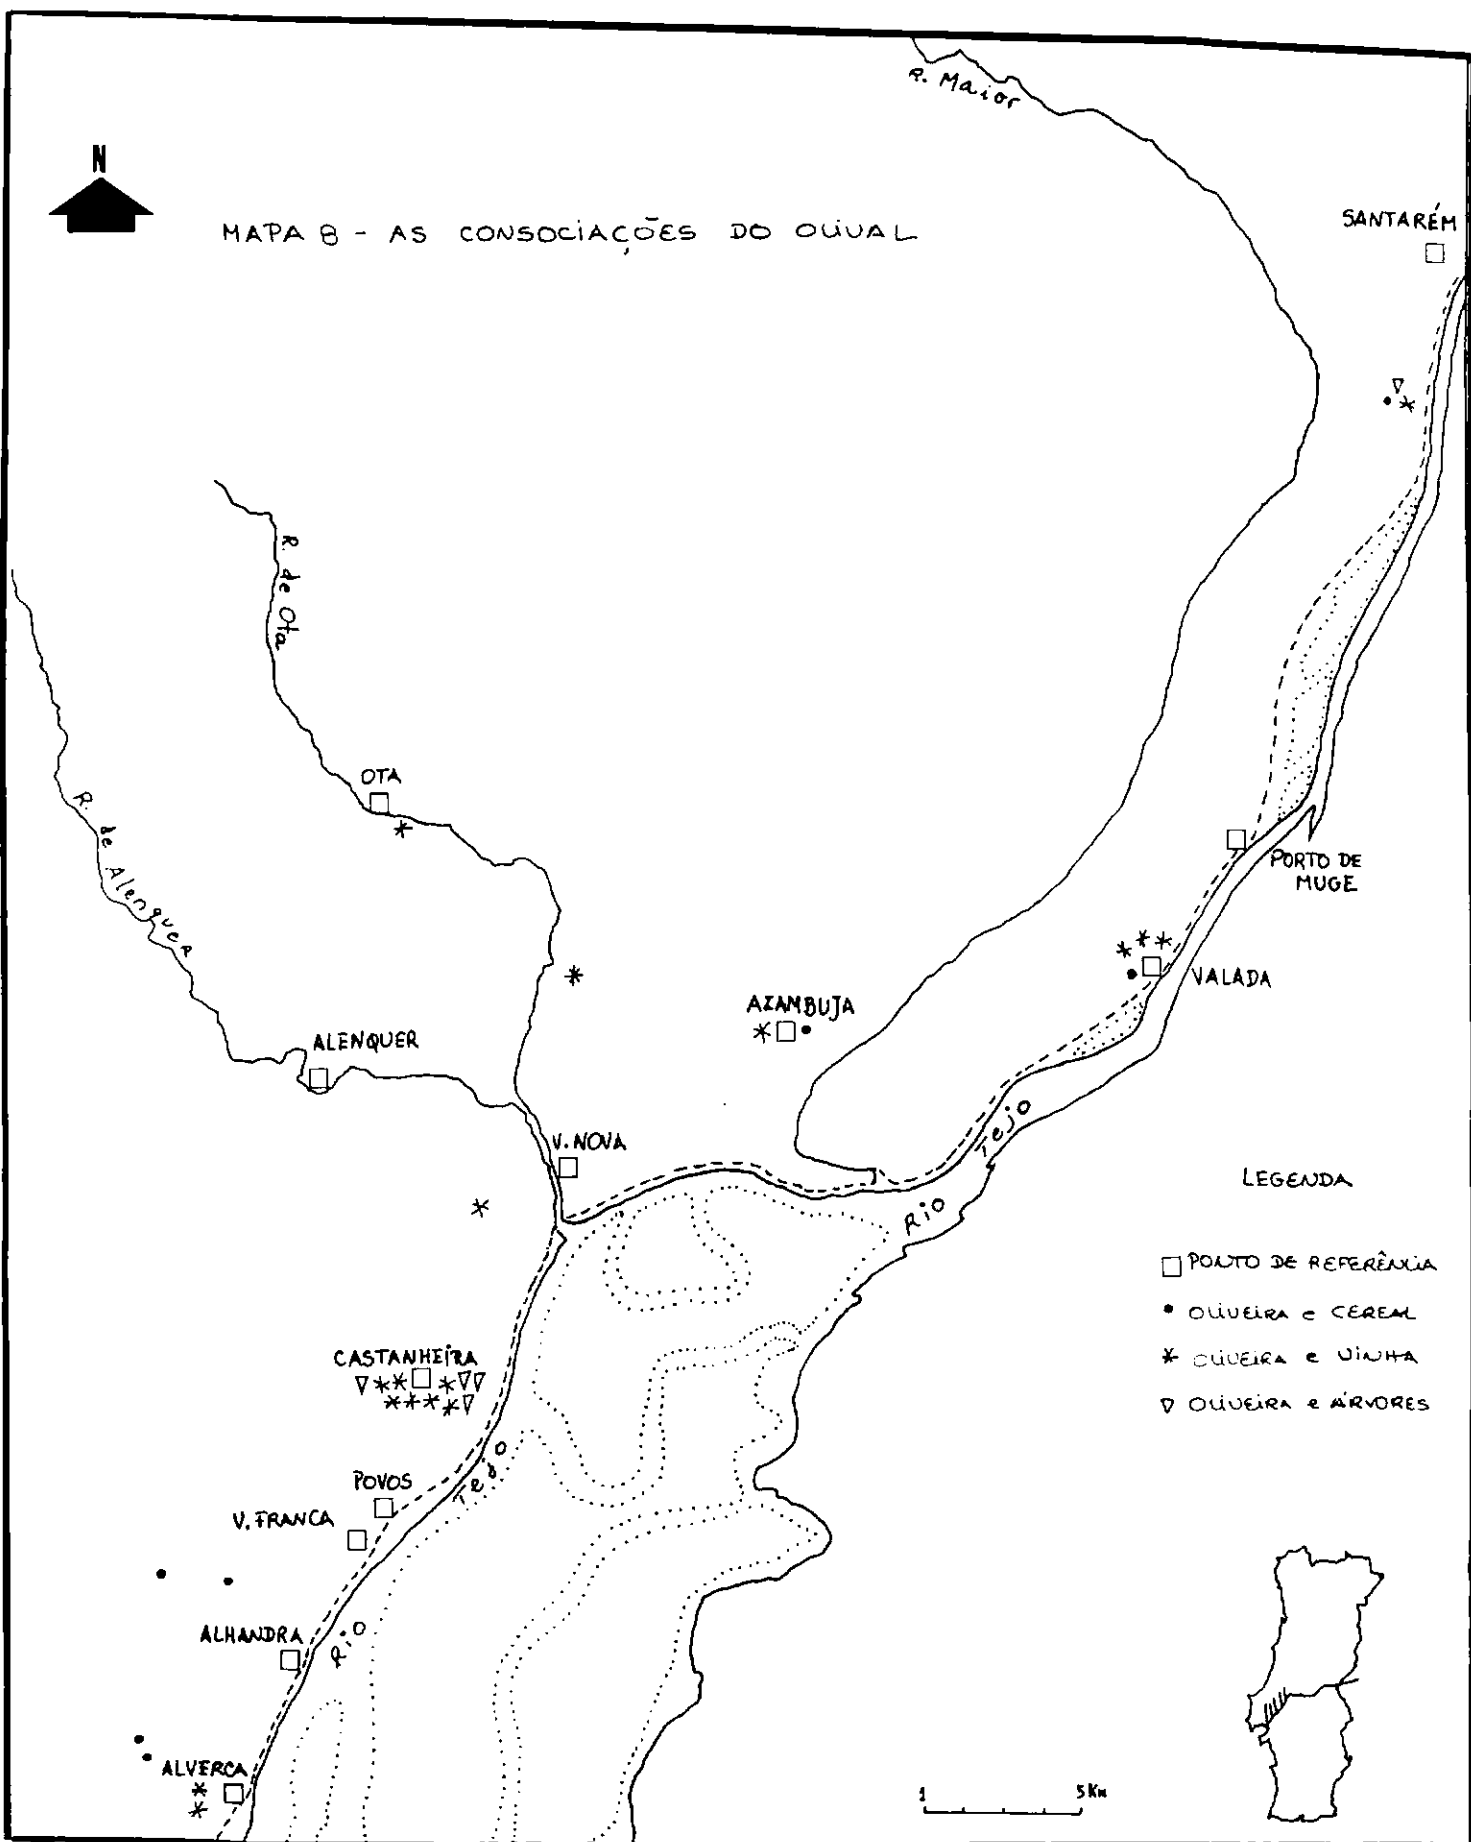 R. Maior
N
MAPA 8 - AS CONSOCIAÇÕES DO OLIVAL
SANTARÉM
R. de Ota
OTA
R. de Alenquer
PORTO DE
MUGE
VALADA
AZAMBUJA
ALENQUER
V. NOVA
Rio Tejo
LEGENDA
PONTO DE REFERÊNCIA
OLIVEIRA e CEREAL
OLIVEIRA e VINHA
OLIVEIRA e ÁRVORES
CASTANHEIRA
POVOS
V. FRANCA
Rio Tejo
ALHANDRA
ALVERCA
1 5 Km